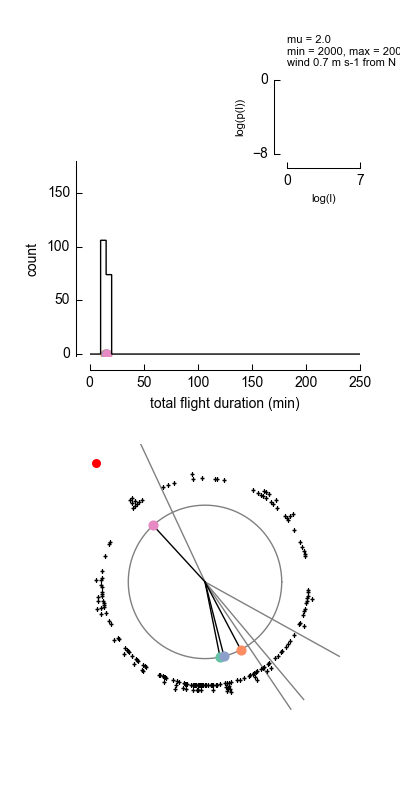 mu = 2.0
min = 2000, max = 200
wind 0.7 m s-1 from N
0
log(p(l))
−8
0 7
log(l)
150
100
count
50
0
0 50 100 150 200 250
total flight duration (min)